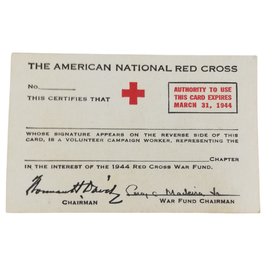 THE AMERICAN NATIONAL RED CROSS
No.
AUTHORITY TO USE
THIS CARD EXPIRES
MARCH 31, 1944
THIS CERTIFIES THAT
WHOSE SIGNATURE APPEARS ON THE REVERSE SIDE OF THIS
CARD, IS A VOLUNTEER CAMPAIGN WORKER, REPRESENTING THE
CHAPTER
IN THE INTEREST OF THE 1944 RED CROSS WAR FUND.
Norman H Davis
CHAIRMAN
WAR FUND CHAIRMAN